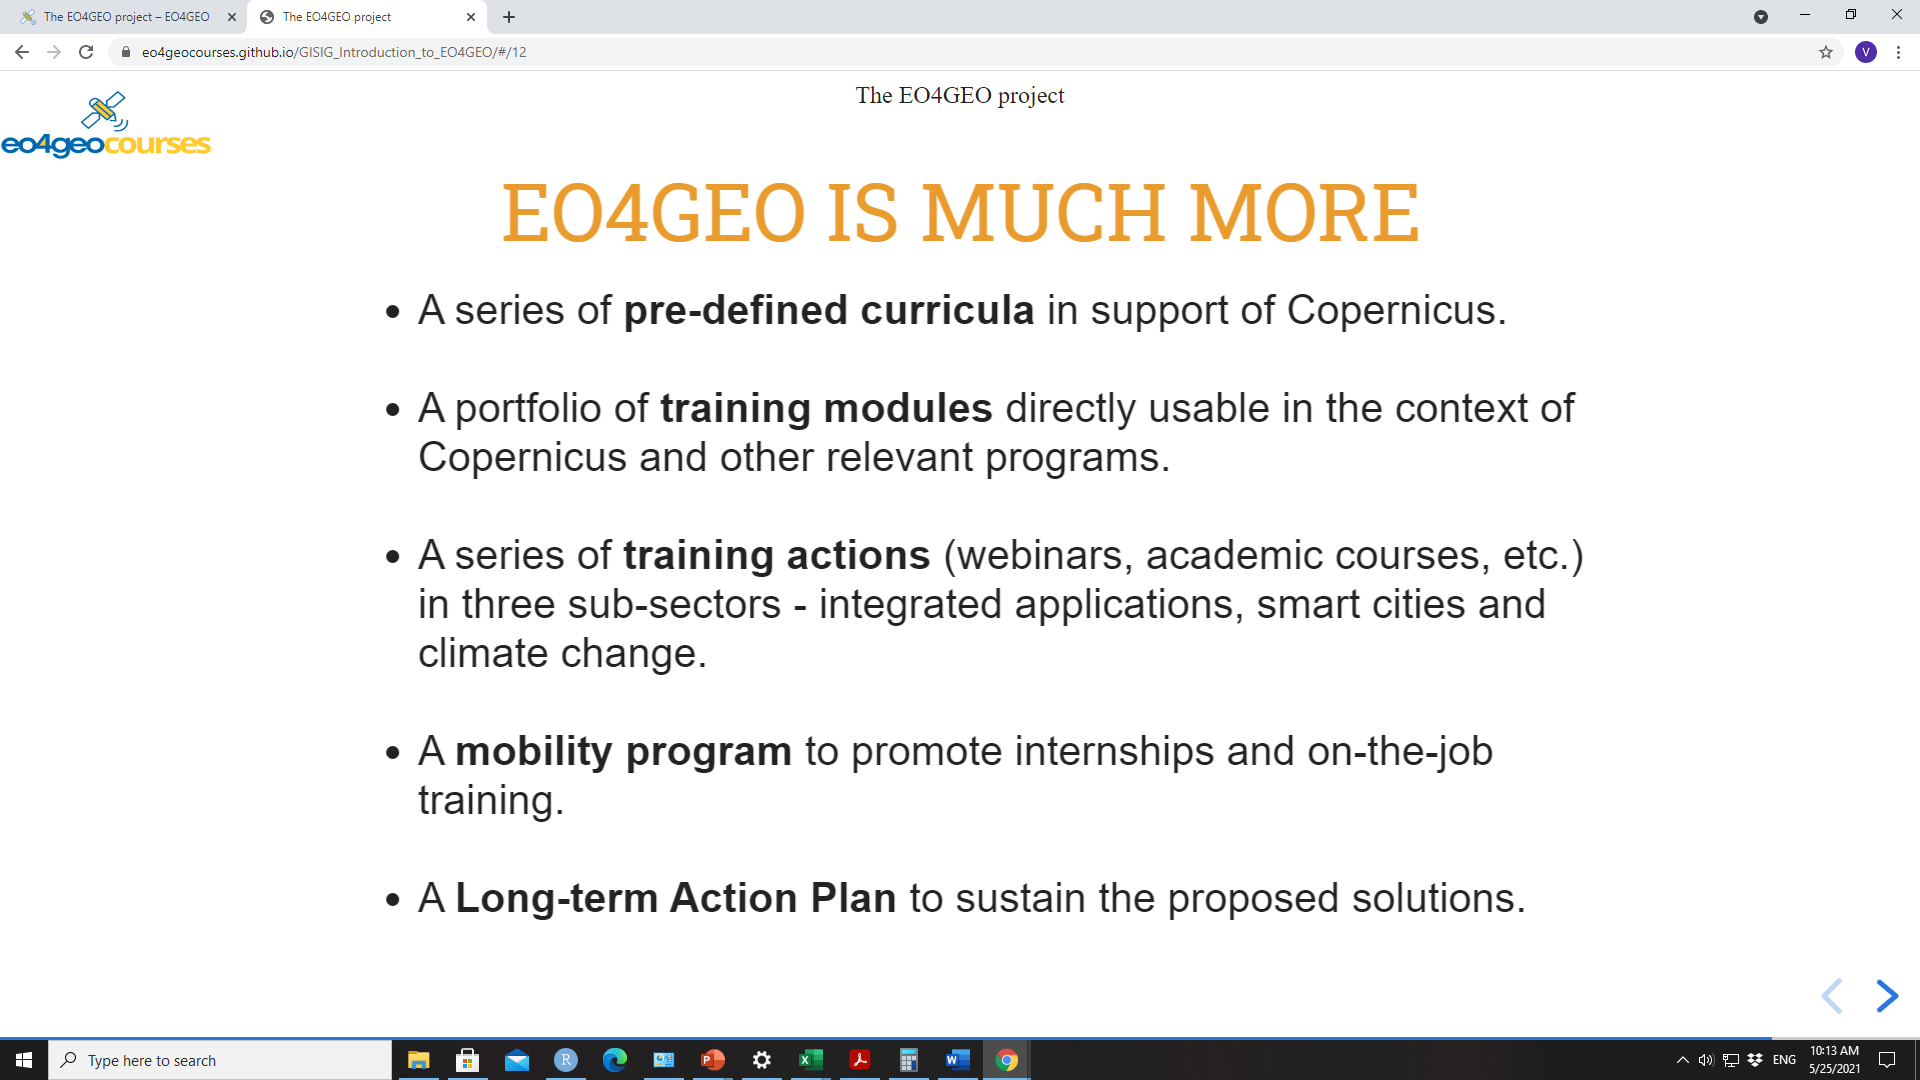 The EO4GEO project – EO4GEO
The EO4GEO project
eo4geocourses.github.io/GISIG_Introduction_to_EO4GEO/#/12
V
The EO4GEO project
eo4geocourses
EO4GEO IS MUCH MORE
• A series of pre-defined curricula in support of Copernicus.
• A portfolio of training modules directly usable in the context of
Copernicus and other relevant programs.
• A series of training actions (webinars, academic courses, etc.)
in three sub-sectors - integrated applications, smart cities and
climate change.
• A mobility program to promote internships and on-the-job
training.
• A Long-term Action Plan to sustain the proposed solutions.
Type here to search
R
P
X
W
ENG
10:13 AM
5/25/2021